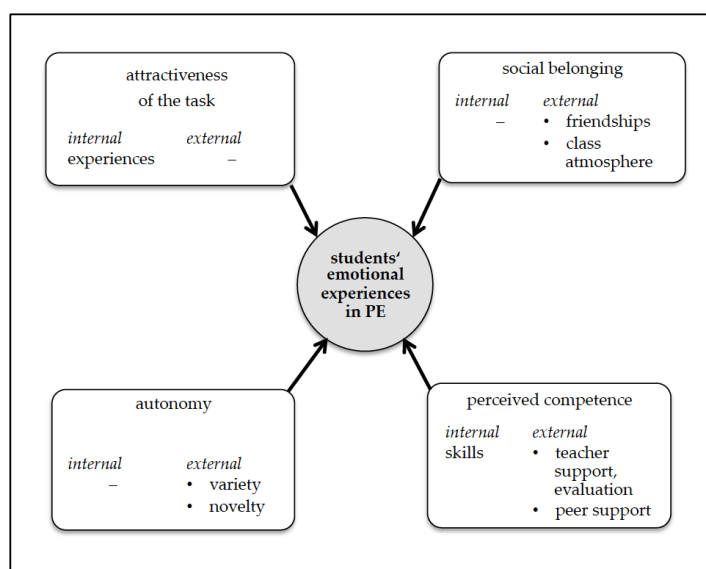 attractiveness
of the task
internal external
experiences –
social belonging
internal external
– • friendships
• class
atmosphere
students‘
emotional
experiences
in PE
autonomy
internal external
– • variety
• novelty
perceived competence
internal external
skills • teacher
support,
evaluation
• peer support